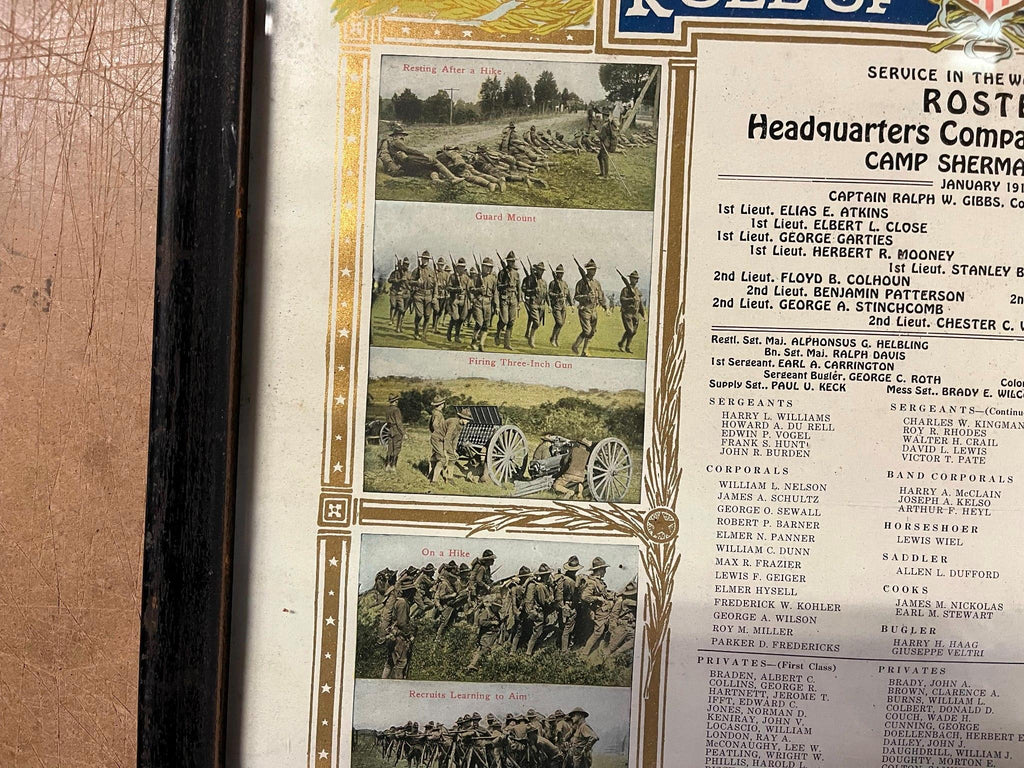 Resting After a Hike
Guard Mount
Firing Three-Inch Gun
On a Hike
Recruits Learning to Aim
SERVICE IN THE
Headquarters
CAMP
JANUARY
CAPTAIN RALPH W. GIBBS.
1st Lieut. ELIAS E. ATKINS
1st Lieut. ELBERT L. CLOSE
1st Lieut. GEORGE GARTIES
1st Lieut. HERBERT R. MOONEY
1st Lieut. STANLEY
2nd Lieut. FLOYD B. COLHOUN
2nd Lieut. BENJAMIN PATTERSON
2nd Lieut. GEORGE A. STINCHCOMB
2nd Lieut. CHESTER C.
Regtl. Sgt. Maj. ALPHONSUS G. HELBLING
Bn. Sgt. Maj. RALPH DAVIS
1st Sergeant. EARL A. CARRINGTON
Sergeant Bugler. GEORGE C. ROTH
Supply Sgt.. PAUL U. KECK
Mess Sgt.. BRADY E.
SERGEANTS
HARRY L. WILLIAMS
HOWARD A. DU RELL
EDWIN P. VOGEL
FRANK S. HUNT
JOHN R. BURDEN
CORPORALS
WILLIAM L. NELSON
JAMES A. SCHULTZ
GEORGE O. SEWALL
ROBERT P. BARNER
ELMER N. PANNER
WILLIAM C. DUNN
MAX R. FRAZIER
LEWIS F. GEIGER
ELMER HYSELL
FREDERICK W. KOHLER
GEORGE A. WILSON
ROY M. MILLER
PARKER D. FREDERICKS
SERGEANTS—
CHARLES W. KINGMAN
ROY R. RHODES
WALTER H. CRAIL
DAVID L. LEWIS
VICTOR T. PATE
BAND CORPORALS
HARRY A. McCLAIN
JOSEPH A. KELSO
ARTHUR F. HEYL
HORSESHOER
LEWIS WIEL
SADDLER
ALLEN L. DUFFORD
COOKS
JAMES M. NICKOLAS
EARL M. STEWART
BUGLER
HARRY H. HAAG
GIUSEPPE VELTRI
PRIVATES—(First Class)
BRADEN, ALBERT C.
COLLINS, GEORGE R.
HARTNETT, JEROME T.
IFFT, EDWARD C.
JONES, NORMAN D.
KENIRAY, JOHN V.
LOCASCIO, WILLIAM
LONDON, RAY A.
McCONAUGHY, LEE W.
PEATLING, WRIGHT W.
PHILLIS, HAROLD L.
PRIVATES
BRADY, JOHN A.
BROWN, CLARENCE A.
BURNS, WILLIAM L.
COLBERT, DONALD D.
COUCH, WADE H.
CUNNING, GEORGE
DOELLENBACH, HERBERT
DAILEY, JOHN J.
DAUGHDRILL, WILLIAM J.
DOUGHTY, MORTON E.